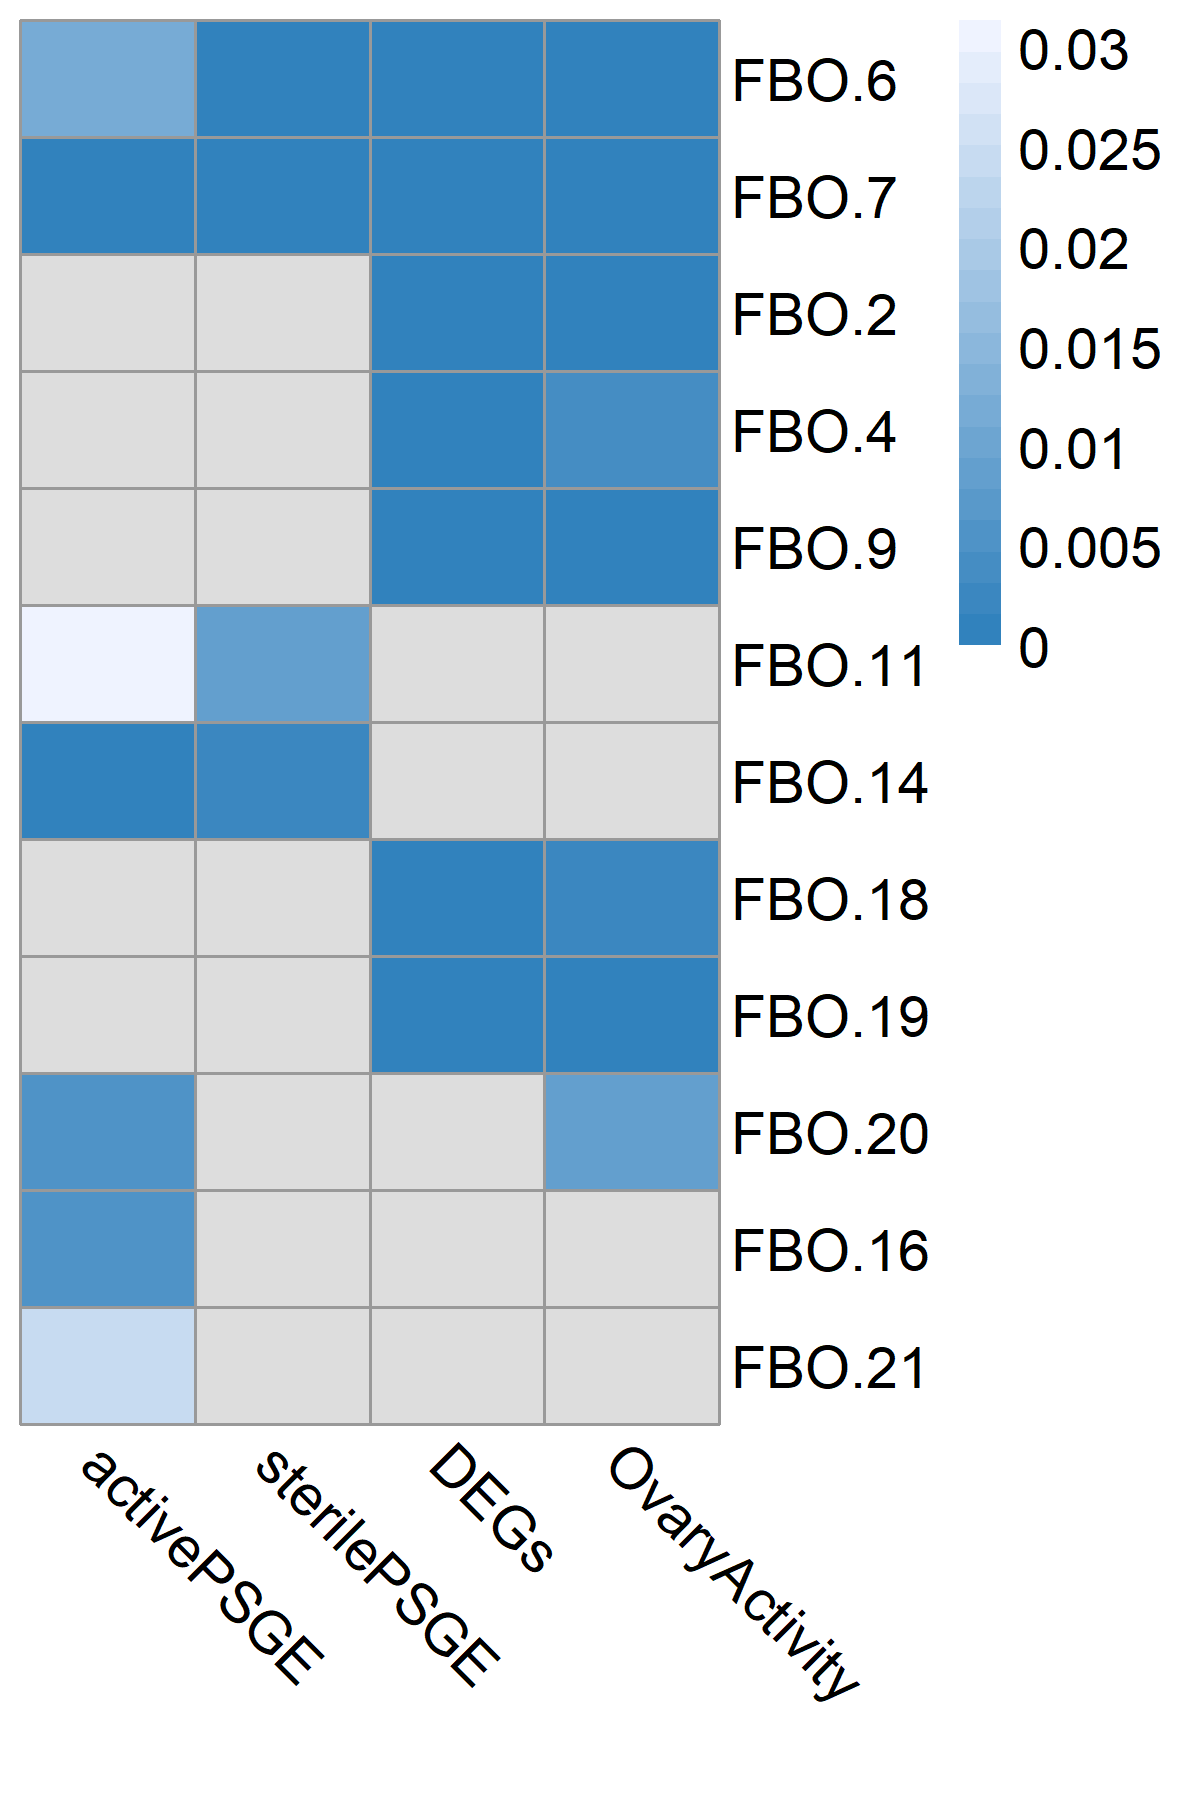 FBO.6
FBO.7
FBO.2
FBO.4
FBO.9
FBO.11
FBO.14
FBO.18
FBO.19
FBO.20
FBO.16
FBO.21
0.03
0.025
0.02
0.015
0.01
0.005
0
activePSGE
sterilePSGE
DEGs
OvaryActivity